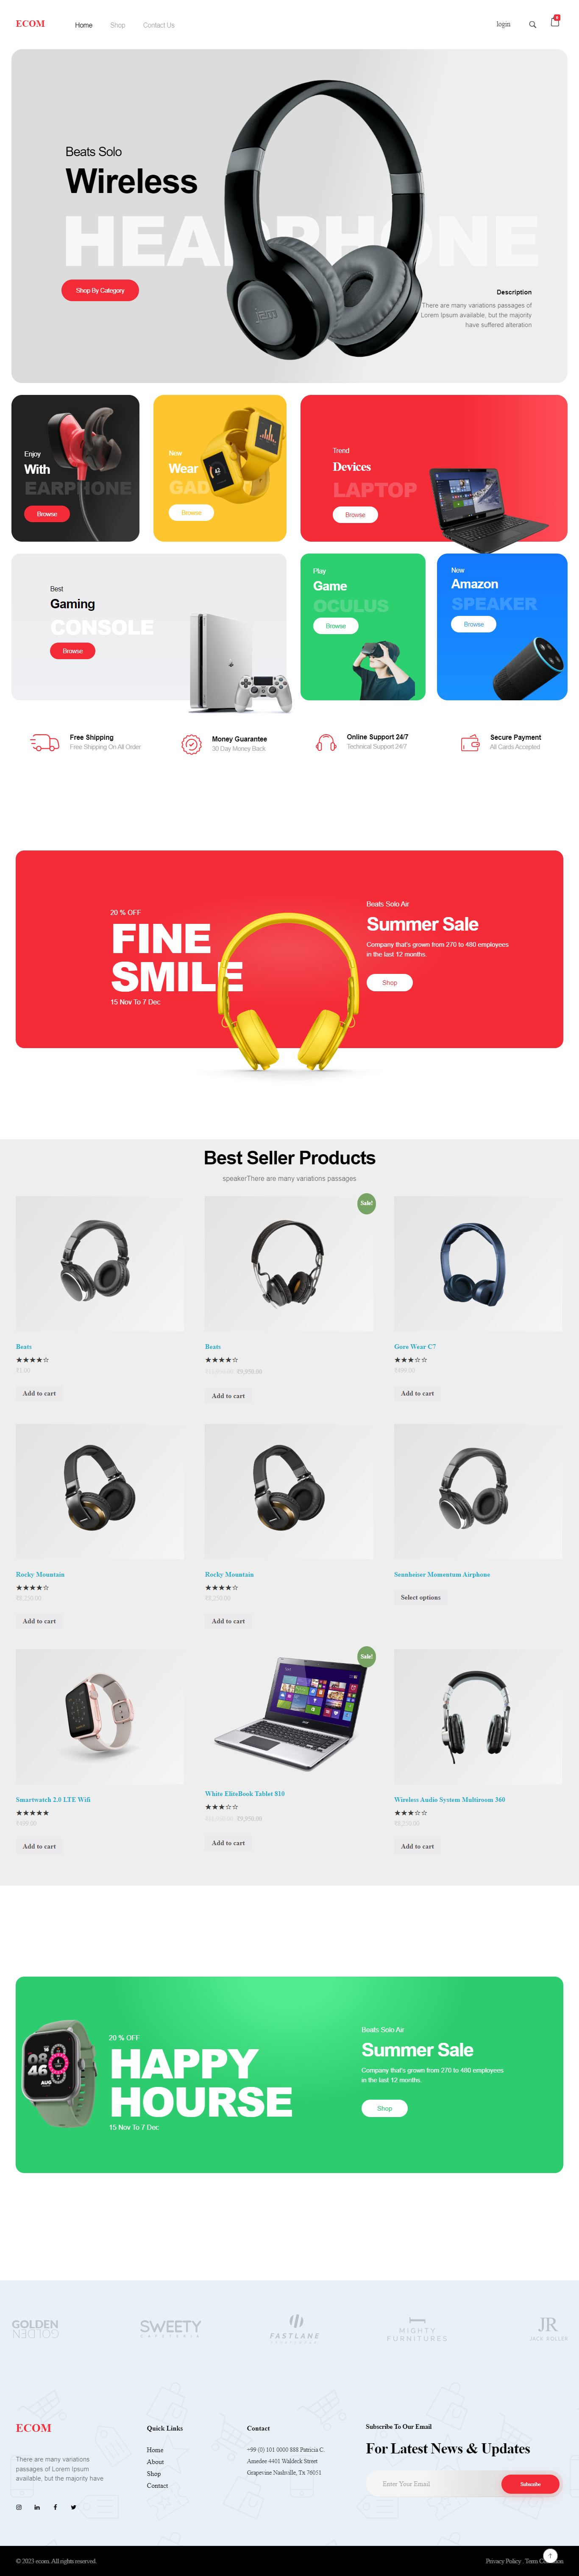 ECOM
Home
Shop
Contact Us
login
0
Beats Solo
Wireless
HEADPHONE
Shop By Category
Description
There are many variations passages of
Lorem Ipsum available, but the majority
have suffered alteration
Enjoy
With
EARPHONE
Browse
New
Wear
GAD
Browse
Trend
Devices
LAPTOP
Browse
Best
Gaming
CONSOLE
Browse
Play
Game
OCULUS
Browse
New
Amazon
SPEAKER
Browse
Free Shipping
Free Shipping On All Order
Money Guarantee
30 Day Money Back
Online Support 24/7
Technical Support 24/7
Secure Payment
All Cards Accepted
20 % OFF
FINE
SMILE
15 Nov To 7 Dec
Beats Solo Air
Summer Sale
Company that's grown from 270 to 480 employees
in the last 12 months.
Shop
Best Seller Products
speakerThere are many variations passages
Sale!
Beats
Add to cart
Beats
Add to cart
Gore Wear C7
Add to cart
Rocky Mountain
Add to cart
Rocky Mountain
Add to cart
Sennheiser Momentum Airphone
Select options
Sale!
Smartwatch 2.0 LTE Wifi
Add to cart
White EliteBook Tablet 810
Add to cart
Wireless Audio System Multiroom 360
Add to cart
08
46
AUG
20 % OFF
HAPPY
HOURSE
15 Nov To 7 Dec
Beats Solo Air
Summer Sale
Company that's grown from 270 to 480 employees
in the last 12 months.
Shop
GOLDEN
GOLDEN
SWEETY
FASTLANE
MIGHTY
FURNITURES
JR
JACK ROLLER
ECOM
There are many variations
passages of Lorem Ipsum
available, but the majority have
Quick Links
Home
About
Shop
Contact
Contact
+99 (0) 101 0000 888 Patricia C.
Amedee 4401 Waldeck Street
Grapevine Nashville, Tx 76051
Subscribe To Our Email
For Latest News & Updates
Enter Your Email
Subscribe
© 2023 ecom. All rights reserved.
Privacy Policy